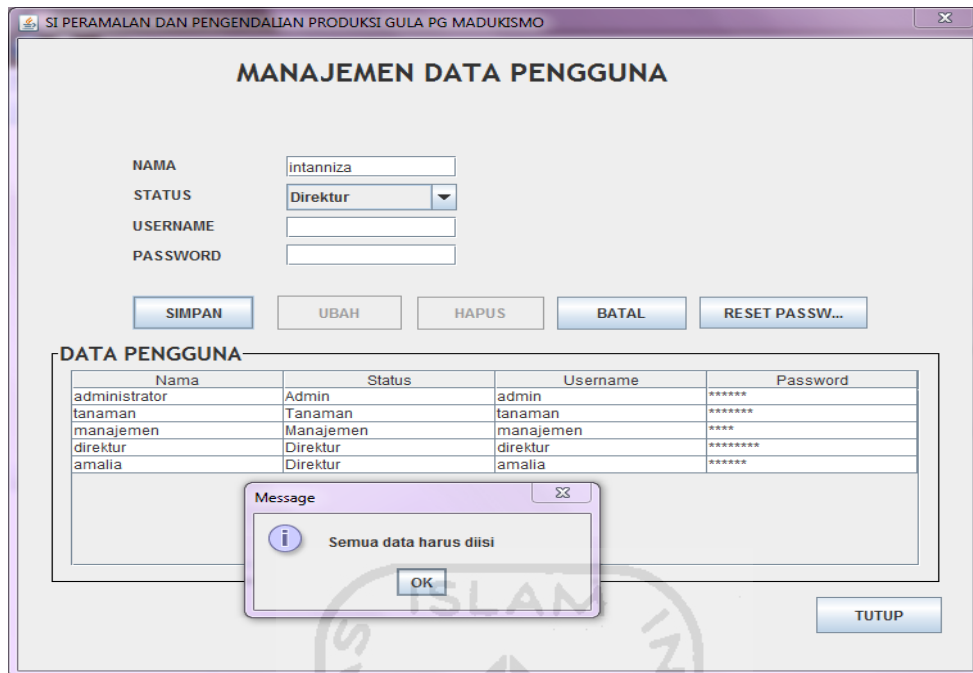 SI PERAMALAN DAN PENGENDALIAN PRODUKSI GULA PG MADUKISMO
MANAJEMEN DATA PENGGUNA
NAMA intanniza
STATUS Direktur
USERNAME
PASSWORD
SIMPAN UBAH HAPUS BATAL RESET PASSW...
DATA PENGGUNA
Nama Status Username Password
administrator Admin admin ******
tanaman Tanaman tanaman *******
manajemen Manajemen manajemen ****
direktur Direktur direktur ********
amalia Direktur amalia ******
Message
Semua data harus diisi
OK
ISLAM
TUTUP